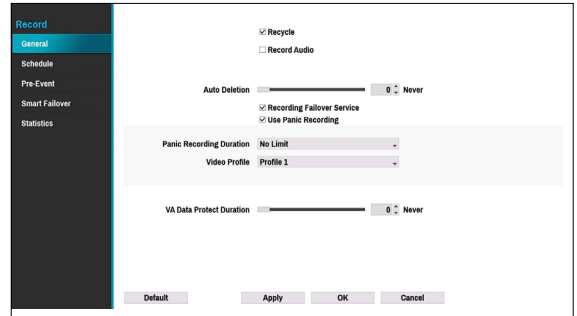 Record
General
Schedule
Pre-Event
Smart Failover
Statistics
Recycle
Record Audio
Auto Deletion 0 Never
Recording Failover Service
Use Panic Recording
Panic Recording Duration No Limit
Video Profile Profile 1
VA Data Protect Duration 0 Never
Default Apply OK Cancel